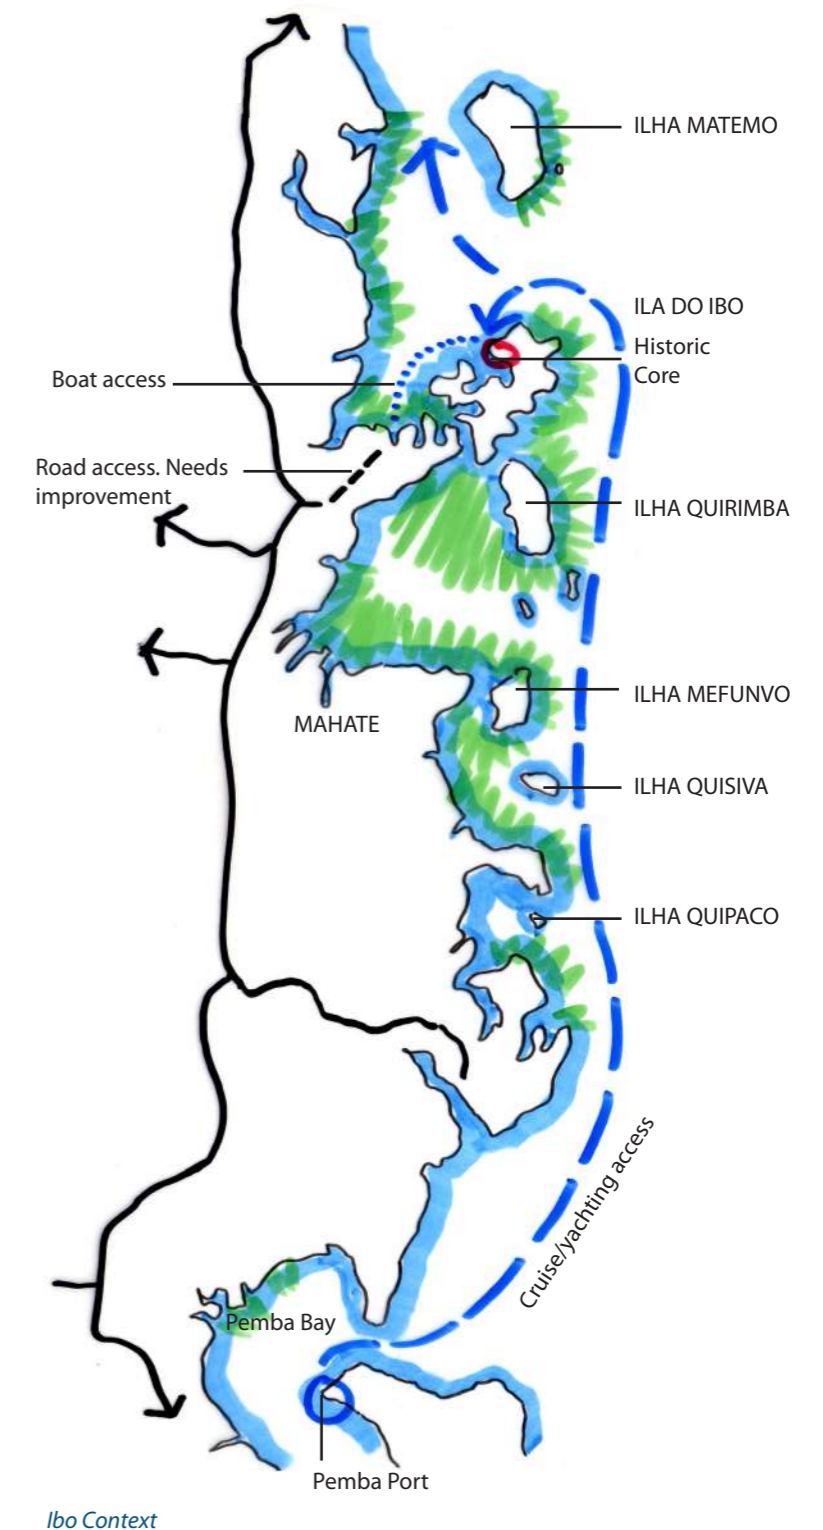 ILHA MATEMO
ILA DO IBO
Historic
Core
Boat access
Road access. Needs
improvement
ILHA QUIRIMBA
ILHA MEFUNVO
MAHATE
ILHA QUISIVA
ILHA QUIPACO
Cruise/yachting access
Pemba Bay
Pemba Port
Ibo Context